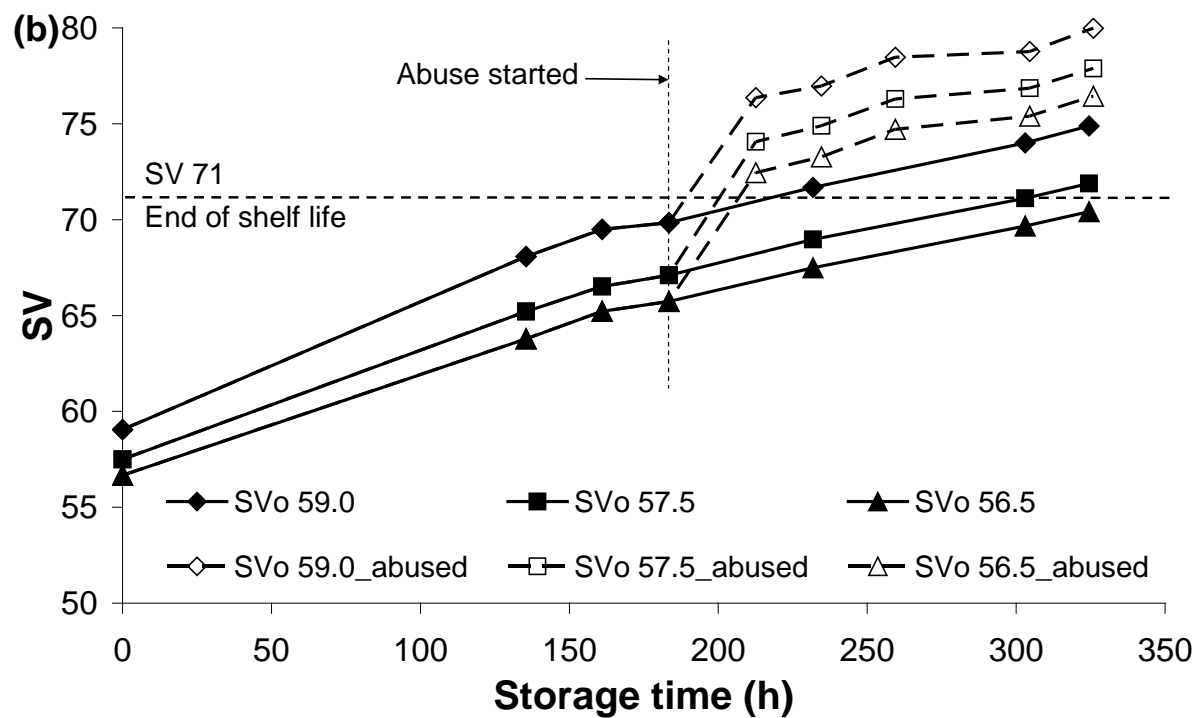 (b)
80
75
70
65
60
55
50
SV
Abuse started
SV 71
End of shelf life
SVo 59.0
SVo 57.5
SVo 56.5
SVo 59.0_abused
SVo 57.5_abused
SVo 56.5_abused
0
50
100
150
200
250
300
350
Storage time (h)